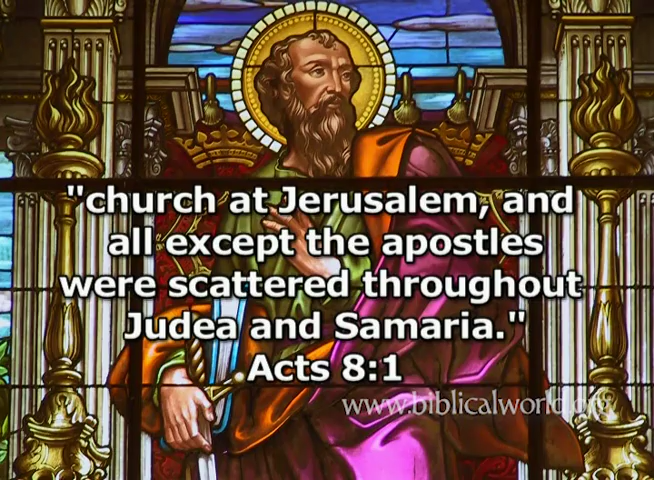 "church at Jerusalem, and
all except the apostles
were scattered throughout
Judea and Samaria."
Acts 8:1
www.biblicalworld.org